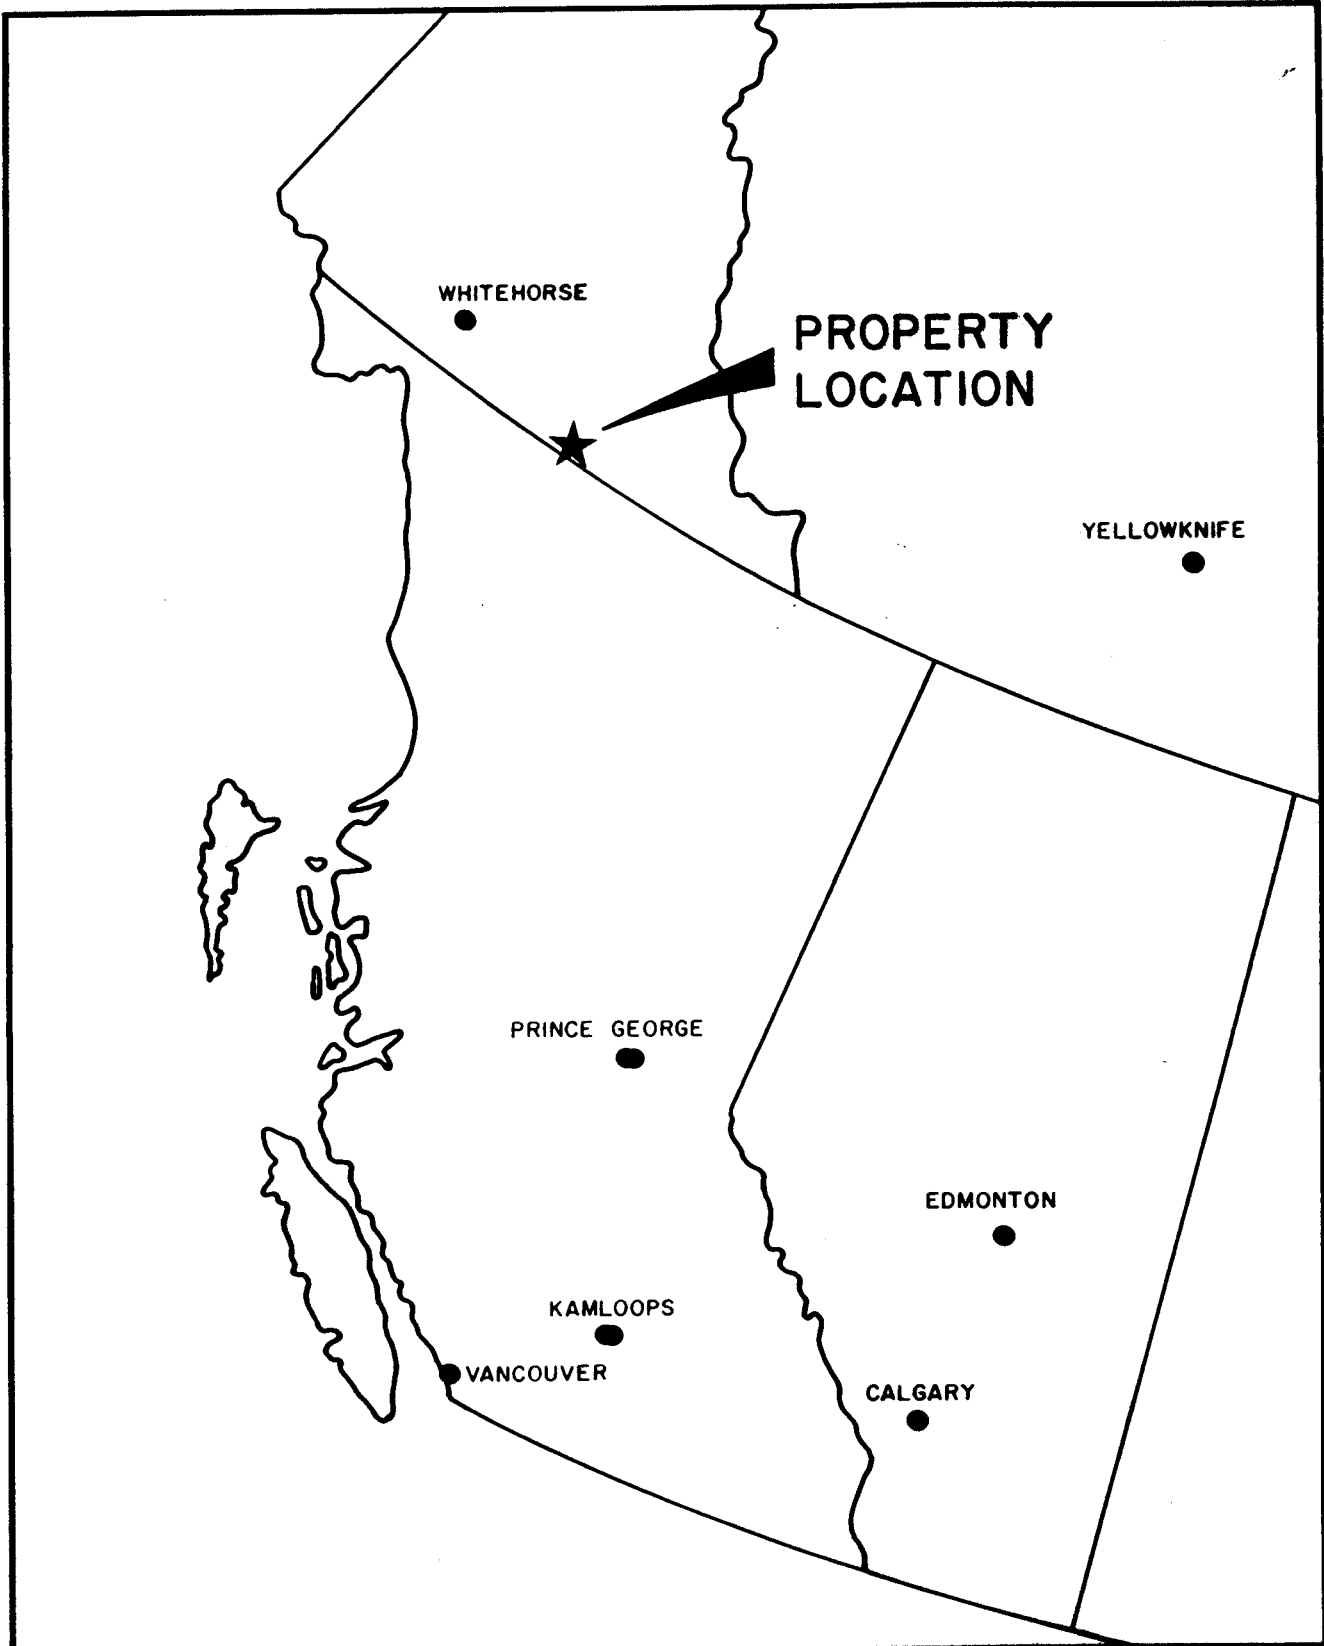 WHITEHORSE
PROPERTY
LOCATION
YELLOWKNIFE
PRINCE GEORGE
EDMONTON
KAMLOOPS
VANCOUVER
CALGARY